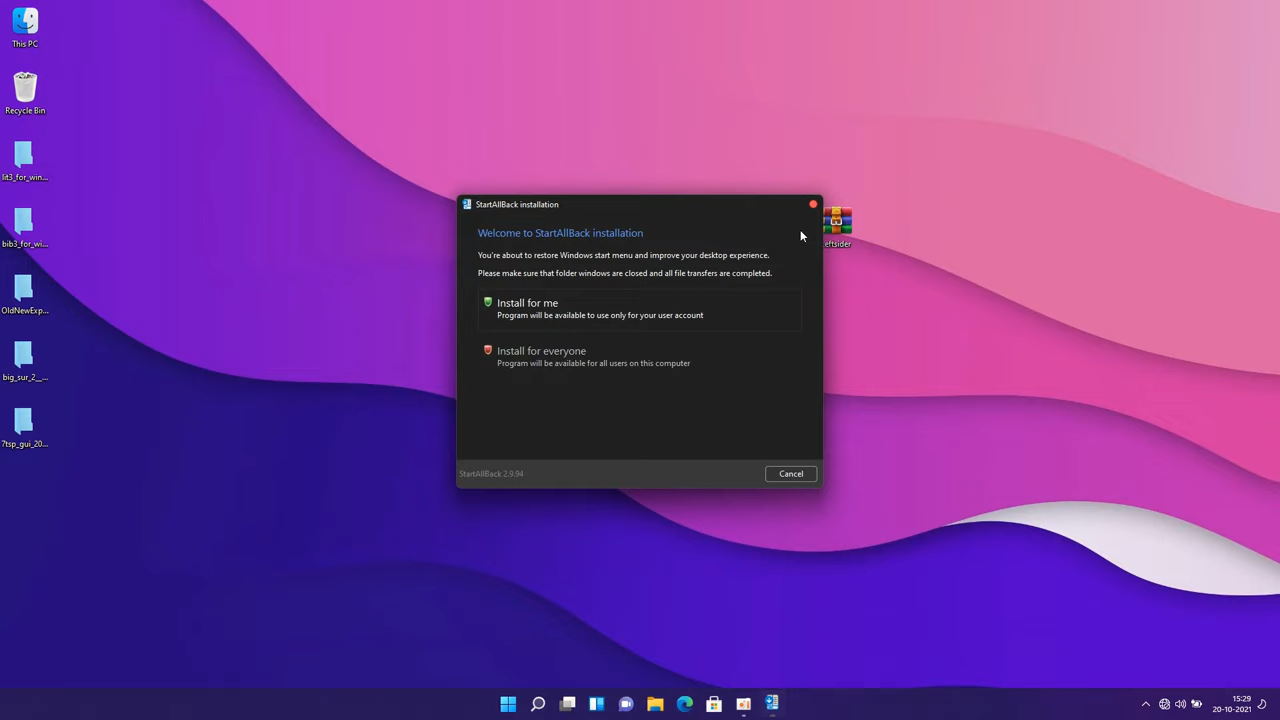 This PC
Recycle Bin
lit3_for_win...
bib3_for_wi...
OldNewExp...
big_sur_2__...
7tsp_gui_20...
StartAllBack installation
Welcome to StartAllBack installation
You're about to restore Windows start menu and improve your desktop experience.
Please make sure that folder windows are closed and all file transfers are completed.
Install for me
Program will be available to use only for your user account
Install for everyone
Program will be available for all users on this computer
StartAllBack 2.9.94
Cancel
eftsider
15:29
20-10-2021